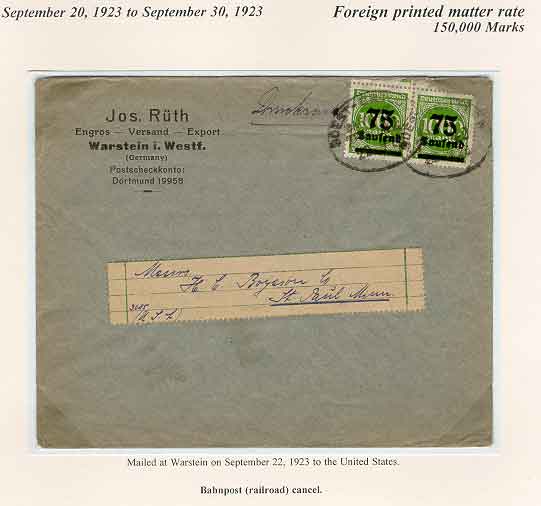 September 20, 1923 to September 30, 1923
Foreign printed matter rate
150,000 Marks
Jos. Rüth
Engros — Versand — Export
Warstein i. Westf.
(Germany)
Postscheckkonto:
Dortmund 19958
75
Tausend
75
Tausend
Messrs
H. C. Boyeson
St. Paul Minn.
U.S.A.
Mailed at Warstein on September 22, 1923 to the United States.
Bahnpost (railroad) cancel.